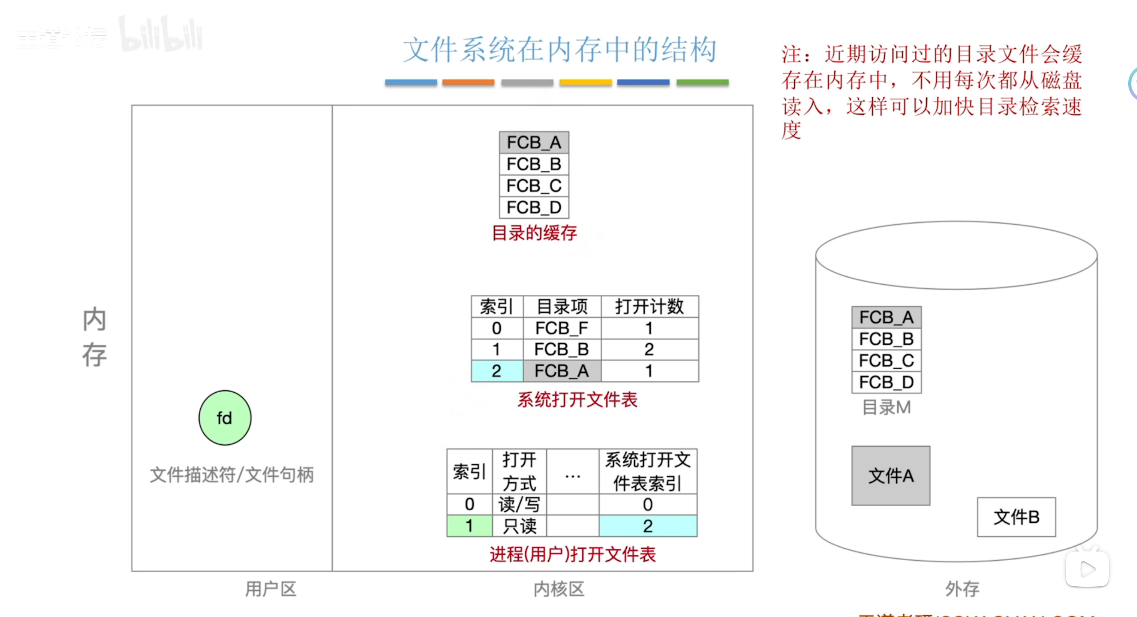 bilibili
文件系统在内存中的结构
注：近期访问过的目录文件会缓
存在内存中，不用每次都从磁盘
读入，这样可以加快目录检索速
度
FCB_A
FCB_B
FCB_C
FCB_D
目录的缓存
索引 目录项 打开计数
0 FCB_F 1
1 FCB_B 2
2 FCB_A 1
系统打开文件表
内
存
fd
文件描述符/文件句柄
索引 打开方式 … 系统打开文件表索引
0 读/写 0
1 只读 2
进程(用户)打开文件表
用户区
内核区
FCB_A
FCB_B
FCB_C
FCB_D
目录M
文件A
文件B
外存